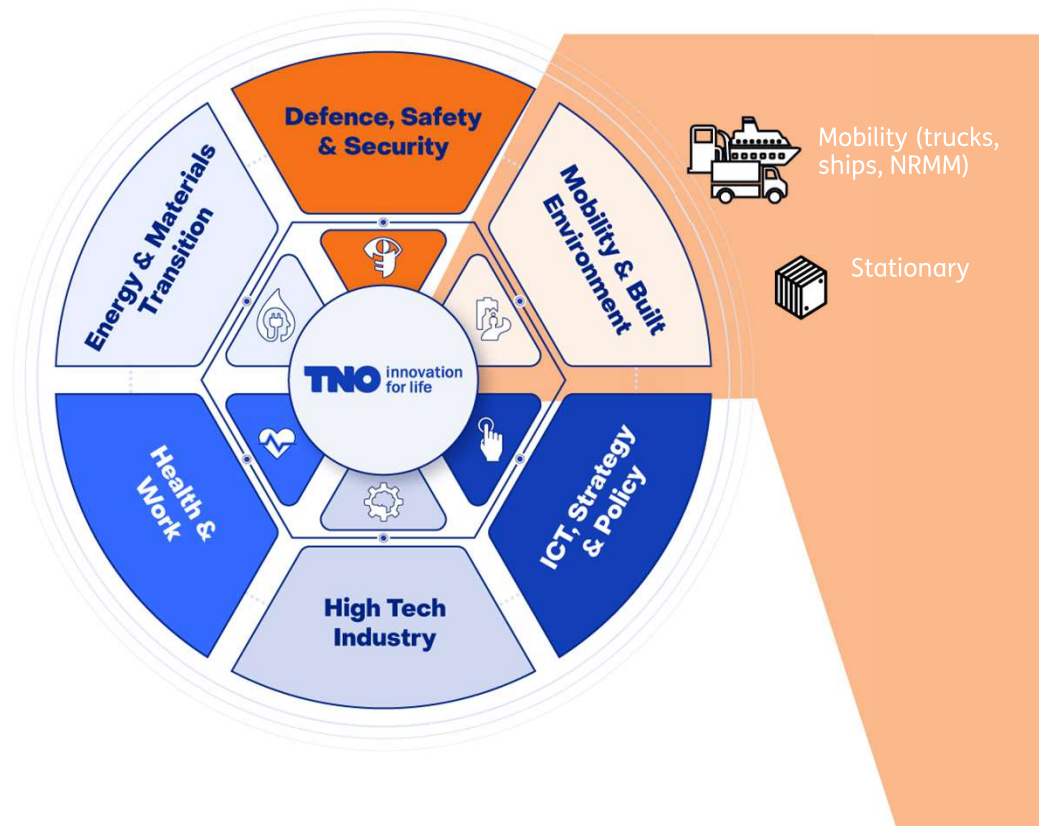 Defence, Safety
& Security
Mobility & Built
Environment
Mobility (trucks,
ships, NRMM)
Stationary
Energy & Materials
Transition
TNO innovation
for life
Health &
Work
ICT, Strategy
& Policy
High Tech
Industry